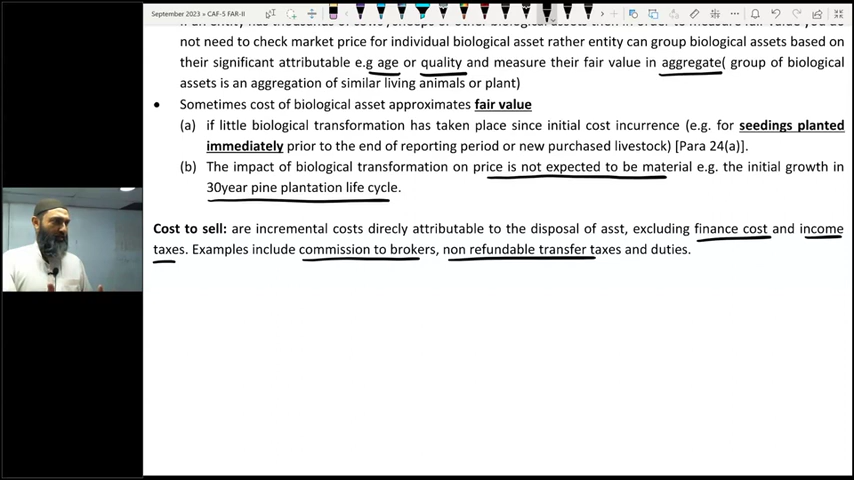 September 2023 » CAF-5 FAR-II
not need to check market price for individual biological asset rather entity can group biological assets based on
their significant attributable e.g age or quality and measure their fair value in aggregate( group of biological
assets is an aggregation of similar living animals or plant)
• Sometimes cost of biological asset approximates fair value
(a) if little biological transformation has taken place since initial cost incurrence (e.g. for seedings planted
immediately prior to the end of reporting period or new purchased livestock) [Para 24(a)].
(b) The impact of biological transformation on price is not expected to be material e.g. the initial growth in
30year pine plantation life cycle.
Cost to sell: are incremental costs direcly attributable to the disposal of asst, excluding finance cost and income
taxes. Examples include commission to brokers, non refundable transfer taxes and duties.